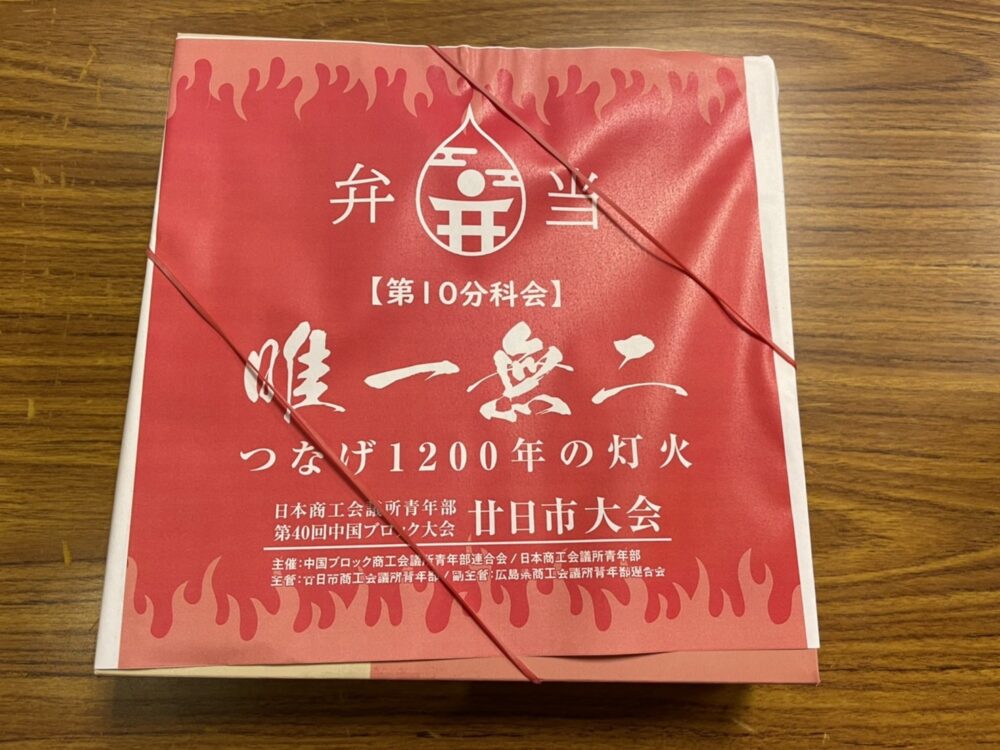 弁当
【第10分科会】
唯一無二
つなげ1200年の灯火
日本商工会議所青年部
第40回中国ブロック大会 廿日市大会
主催：中国ブロック商工会議所青年部連合会/日本商工会議所青年部
主管：廿日市商工会議所青年部/副主管：広島県商工会議所青年部連合会